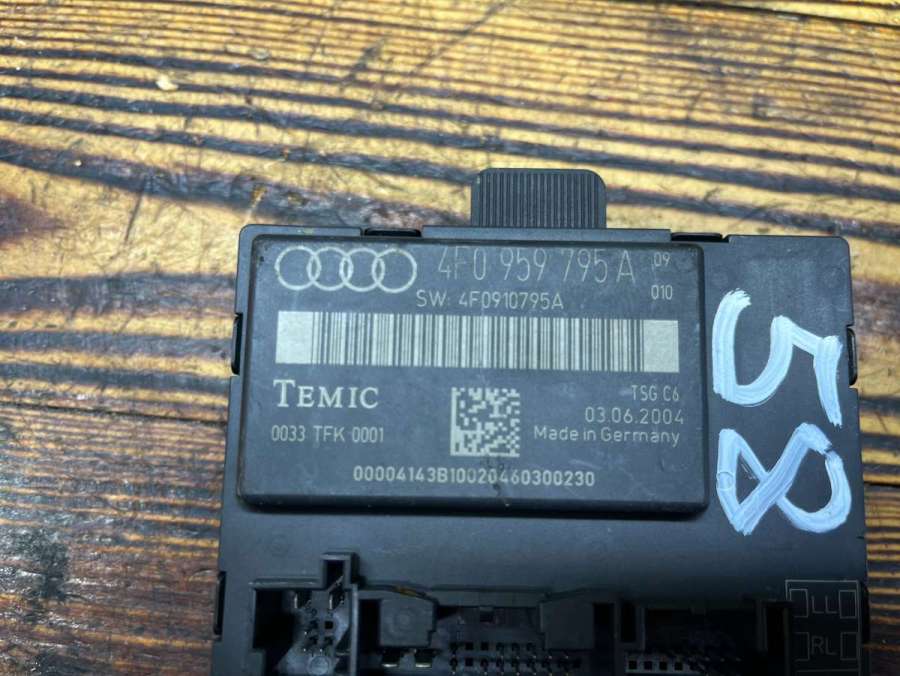 4F0 959 795 A 09
010
SW: 4F0910795A
TEMIC
TSG C6
03.06.2004
0033 TFK 0001
Made in Germany
00004143B10020460300230
58
LL
RL